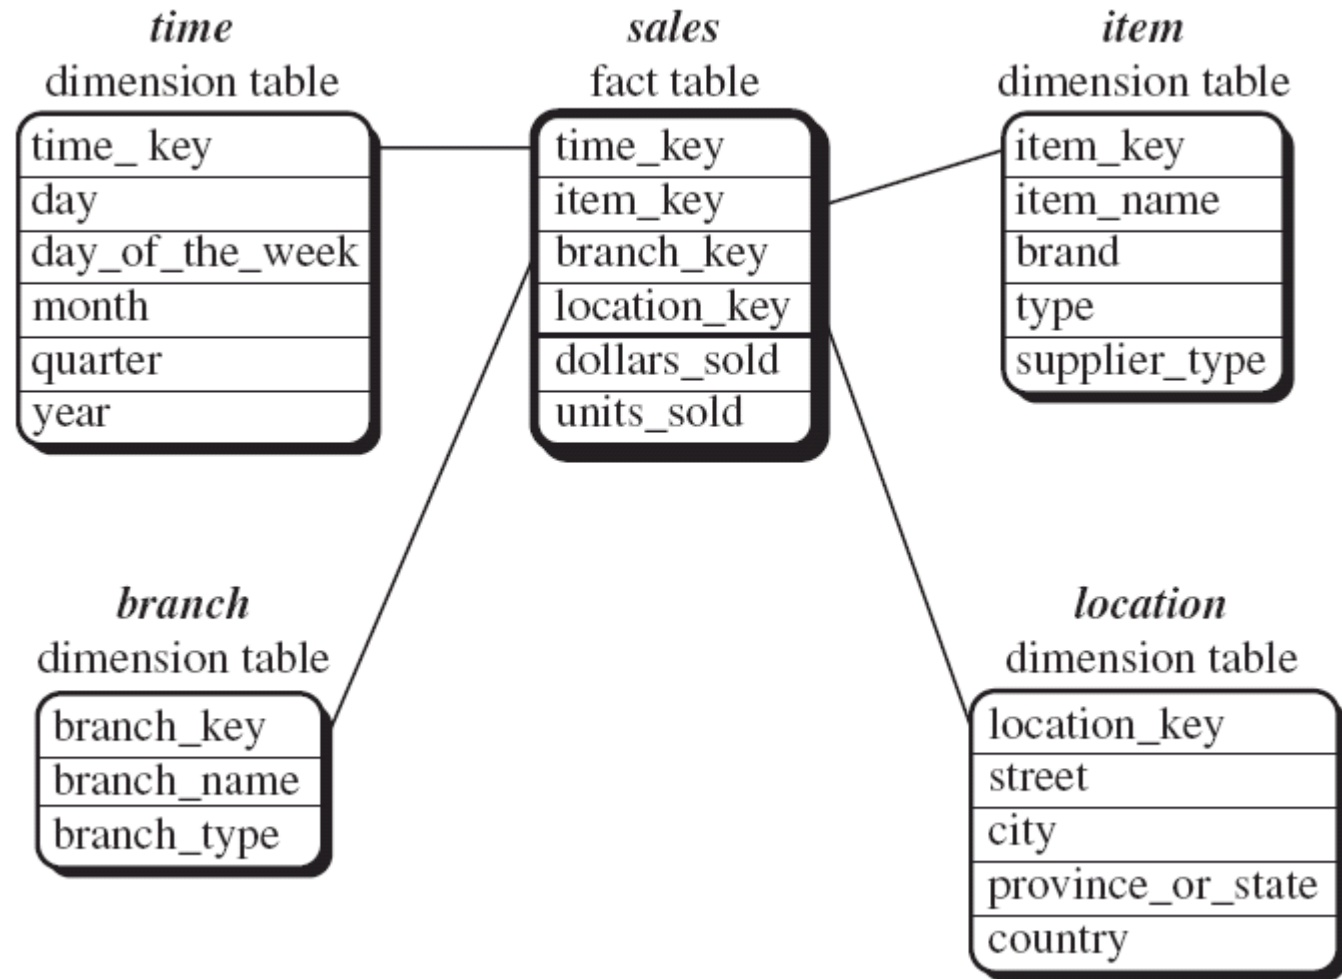 time
dimension table
time_ key
day
day_of_the_week
month
quarter
year
sales
fact table
time_key
item_key
branch_key
location_key
dollars_sold
units_sold
item
dimension table
item_key
item_name
brand
type
supplier_type
branch
dimension table
branch_key
branch_name
branch_type
location
dimension table
location_key
street
city
province_or_state
country